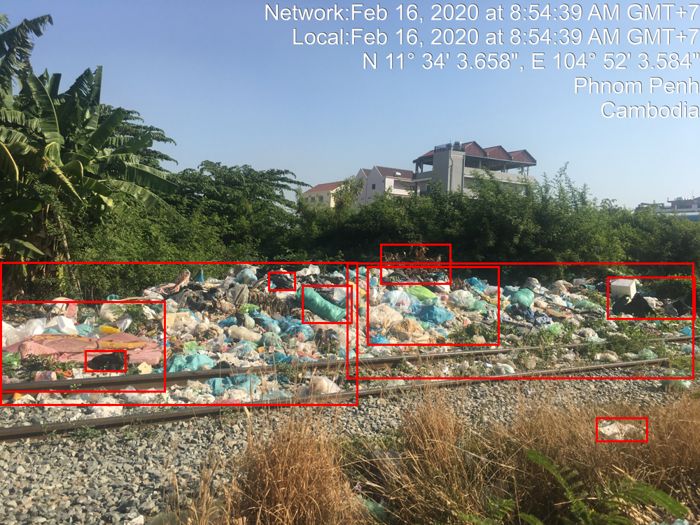 Network:Feb 16, 2020 at 8:54:39 AM GMT+7
Local:Feb 16, 2020 at 8:54:39 AM GMT+7
N 11° 34' 3.658", E 104° 52' 3.584"
Phnom Penh
Cambodia